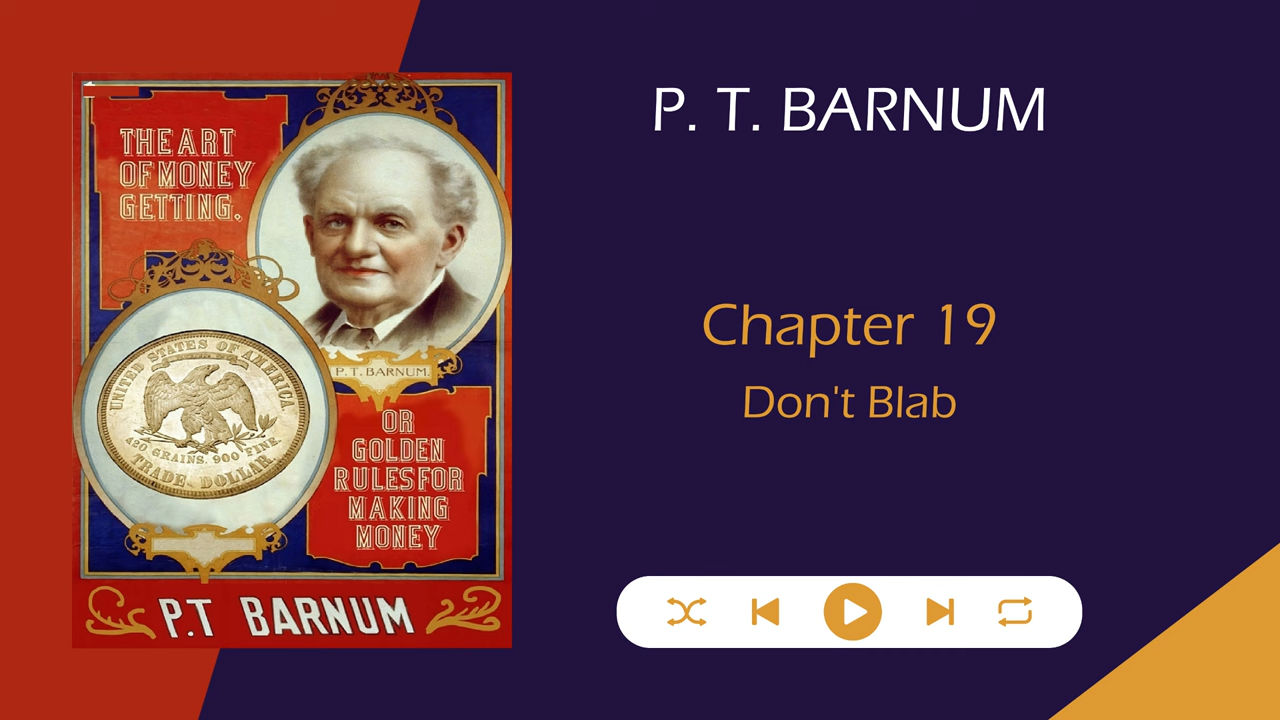 THE ART
OF MONEY
GETTING.
P. T. BARNUM.
UNITED STATES OF AMERICA.
420 GRAINS. 900 FINE.
TRADE DOLLAR.
OR
GOLDEN
RULES FOR
MAKING
MONEY
P.T BARNUM
P. T. BARNUM
Chapter 19
Don't Blab